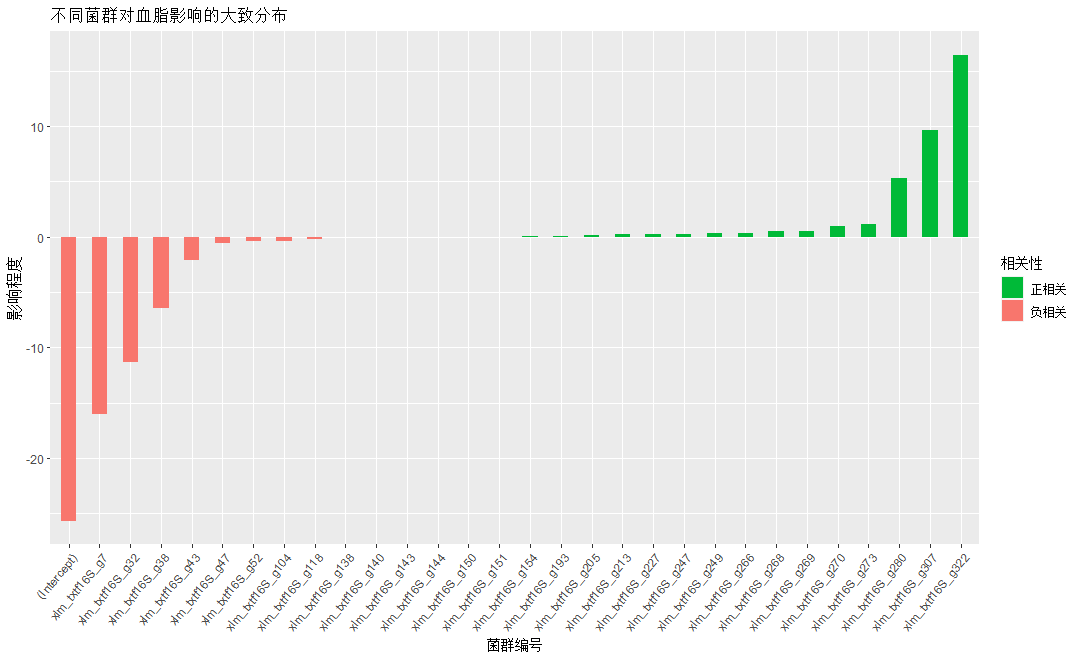 不同菌群对血脂影响的大致分布
10
0
-10
-20
影响程度
(Intercept)
xlm_txtf16S_g7
xlm_txtf16S_g32
xlm_txtf16S_g38
xlm_txtf16S_g43
xlm_txtf16S_g47
xlm_txtf16S_g52
xlm_txtf16S_g104
xlm_txtf16S_g118
xlm_txtf16S_g138
xlm_txtf16S_g140
xlm_txtf16S_g143
xlm_txtf16S_g144
xlm_txtf16S_g150
xlm_txtf16S_g151
xlm_txtf16S_g154
xlm_txtf16S_g193
xlm_txtf16S_g205
xlm_txtf16S_g213
xlm_txtf16S_g227
xlm_txtf16S_g247
xlm_txtf16S_g249
xlm_txtf16S_g266
xlm_txtf16S_g268
xlm_txtf16S_g269
xlm_txtf16S_g270
xlm_txtf16S_g273
xlm_txtf16S_g280
xlm_txtf16S_g307
xlm_txtf16S_g322
菌群编号
相关性
正相关
负相关